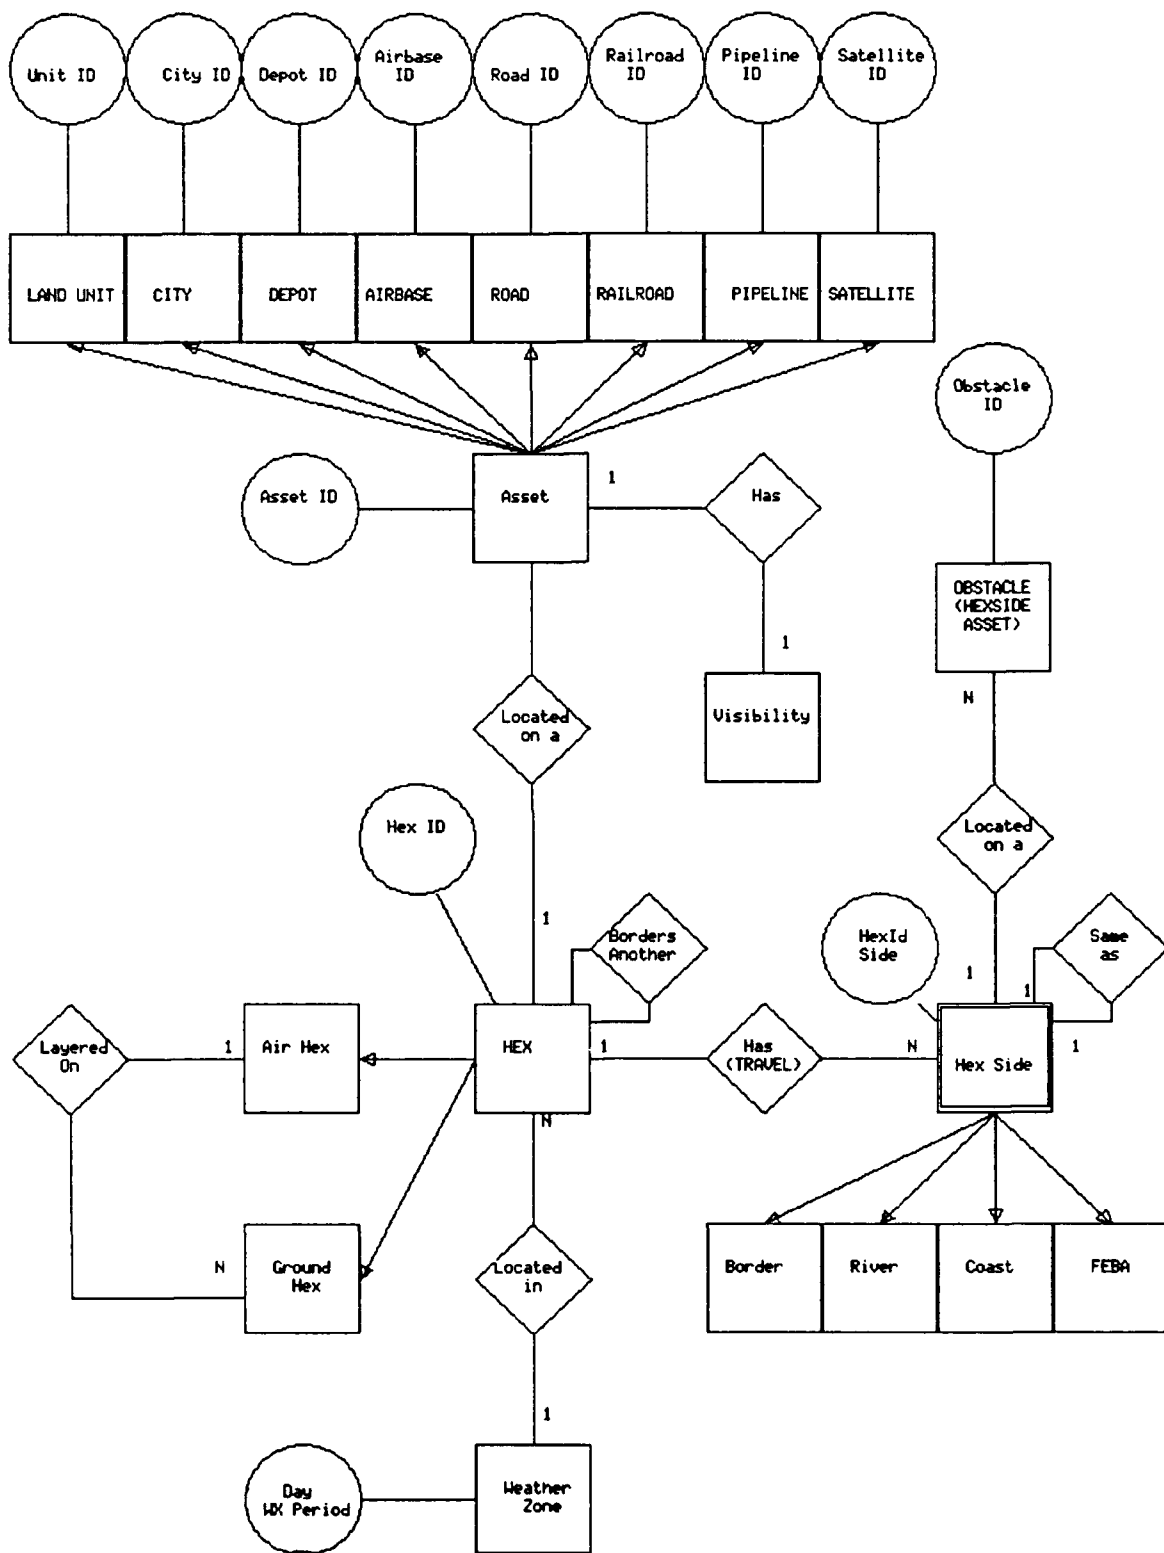 Unit ID
City ID
Depot ID
Airbase
ID
Road ID
Railroad
ID
Pipeline
ID
Satellite
ID
LAND UNIT
CITY
DEPOT
AIRBASE
ROAD
RAILROAD
PIPELINE
SATELLITE
Obstacle
ID
Asset ID
Asset
1
Has
OBSTACLE
(HEXSIDE
ASSET)
1
N
Visibility
Located
on a
Hex ID
Located
on a
1
Borders
Another
HexId
Side
1
Same
as
1
Layered
On
1
Air Hex
HEX
1
Has
(TRAVEL)
N
Hex Side
1
N
N
Ground
Hex
Located
in
Border
River
Coast
FEBA
1
Day
WX Period
Weather
Zone